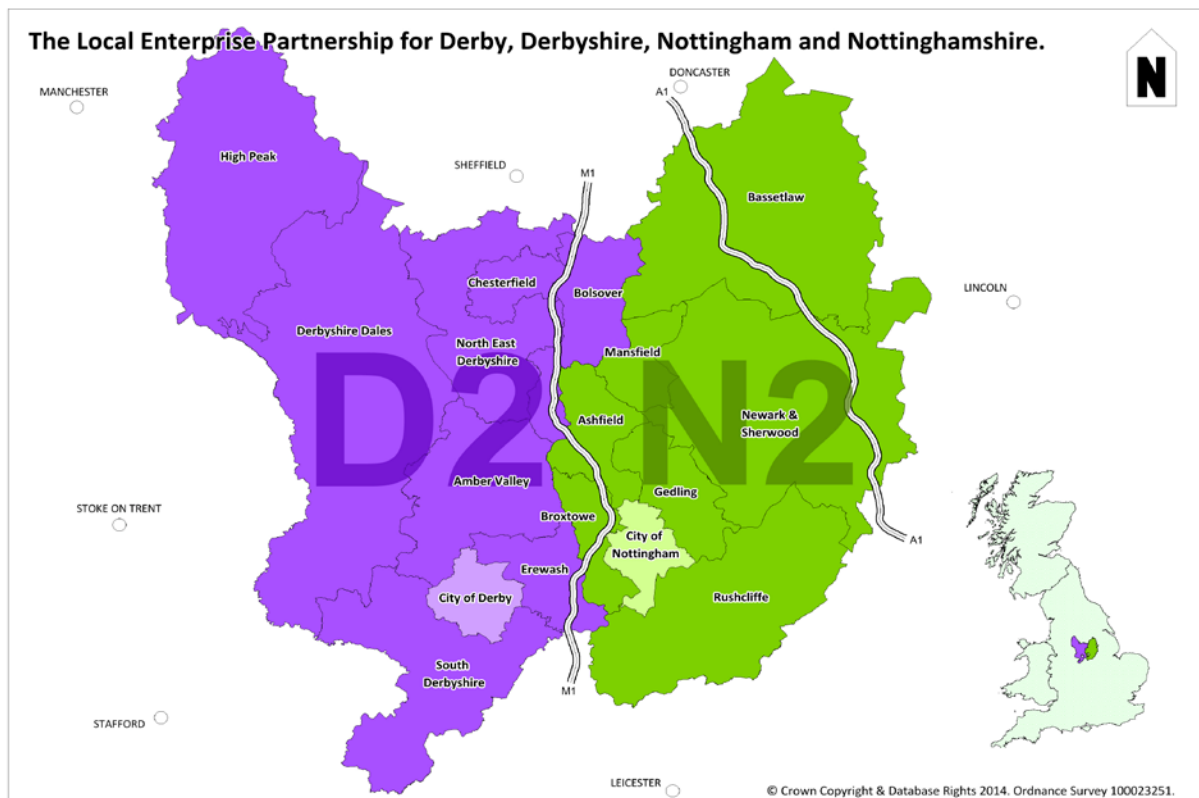 The Local Enterprise Partnership for Derby, Derbyshire, Nottingham and Nottinghamshire.
N
DONCASTER
MANCHESTER
A1
High Peak
SHEFFIELD
M1
Bassetlaw
Chesterfield
Bolsover
LINCOLN
Derbyshire Dales
North East
Derbyshire
Mansfield
D2 N2
Ashfield
Newark &
Sherwood
Amber Valley
Gedling
STOKE ON TRENT
Broxtowe
City of
Nottingham
A1
Erewash
City of Derby
Rushcliffe
South
Derbyshire
M1
STAFFORD
LEICESTER
© Crown Copyright & Database Rights 2014. Ordnance Survey 100023251.